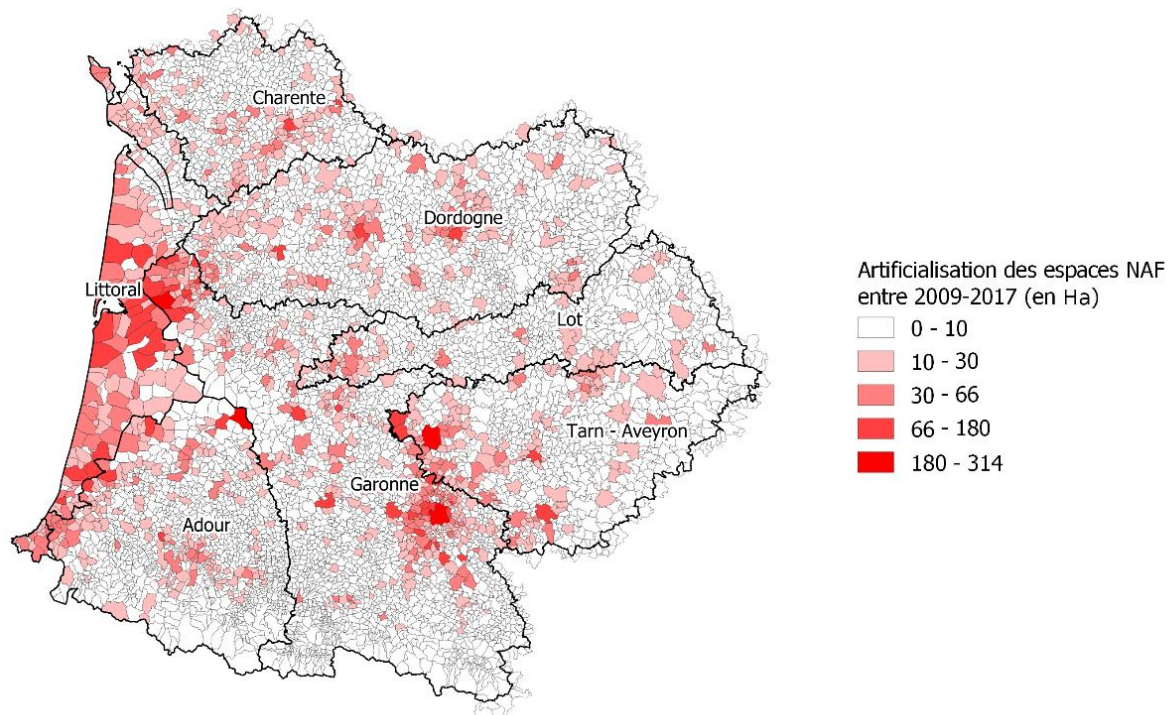 Charente
Dordogne
Littoral
Lot
Tarn - Aveyron
Garonne
Adour
Artificialisation des espaces NAF
entre 2009-2017 (en Ha)
0 - 10
10 - 30
30 - 66
66 - 180
180 - 314